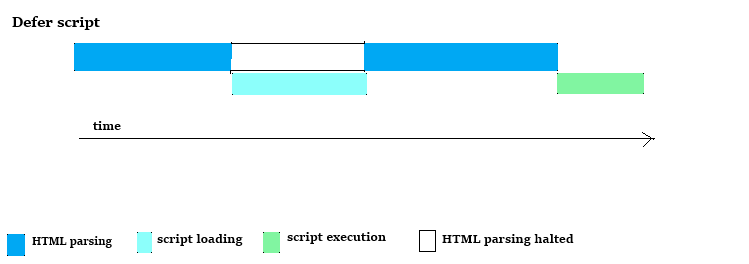 Defer script
time
HTML parsing
script loading
script execution
HTML parsing halted